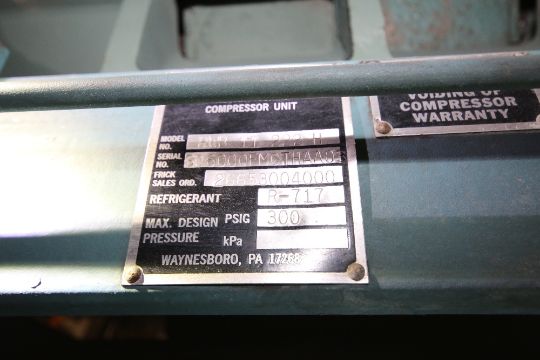 COMPRESSOR UNIT
MODEL NO.
SERIAL NO.
FRICK SALES ORD.
REFRIGERANT R-717
MAX. DESIGN PRESSURE PSIG 300
kPa
WAYNESBORO, PA 17268
VOIDING OF
COMPRESSOR
WARRANTY